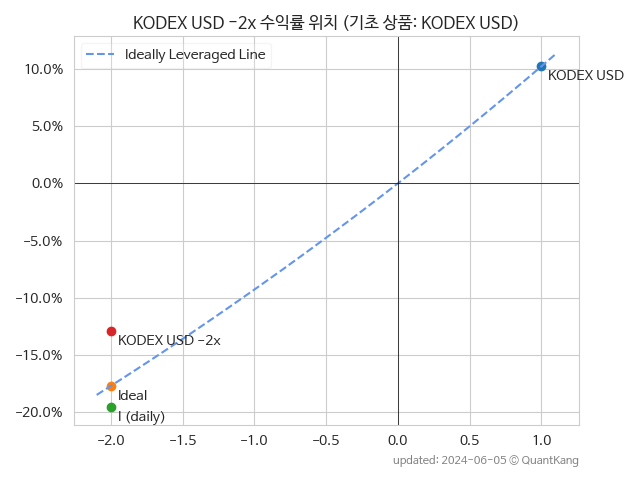 KODEX USD -2x 수익률 위치 (기초 상품: KODEX USD)
Ideally Leveraged Line
10.0%
KODEX USD
5.0%
0.0%
-5.0%
-10.0%
KODEX USD -2x
-15.0%
Ideal
I (daily)
-20.0%
-2.0 -1.5 -1.0 -0.5 0.0 0.5 1.0
updated: 2024-06-05 © QuantKang